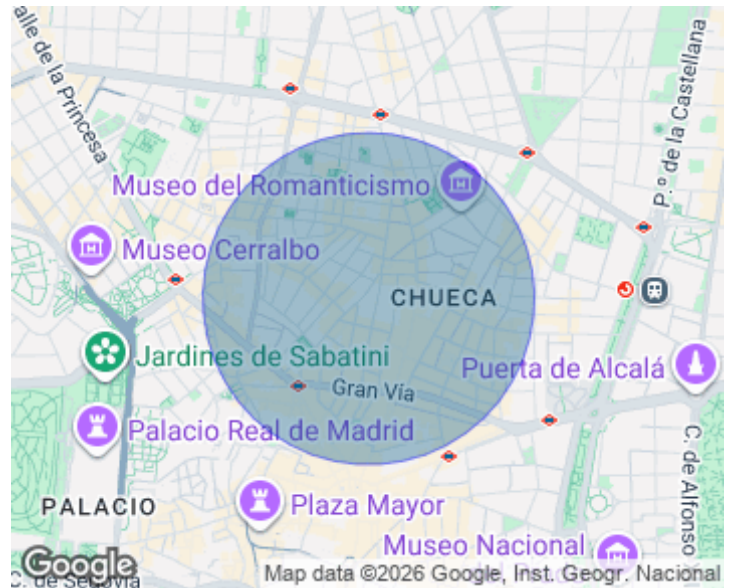 alle de la Princesa
P.º de la Castellana
Museo del Romanticismo
Museo Cerralbo
CHUECA
Jardines de Sabatini
Puerta de Alcalá
Gran Vía
Palacio Real de Madrid
C. de Alfonso
PALACIO
Plaza Mayor
Museo Nacional
Google
C. de Segovia
Map data ©2026 Google, Inst. Geogr. Nacional